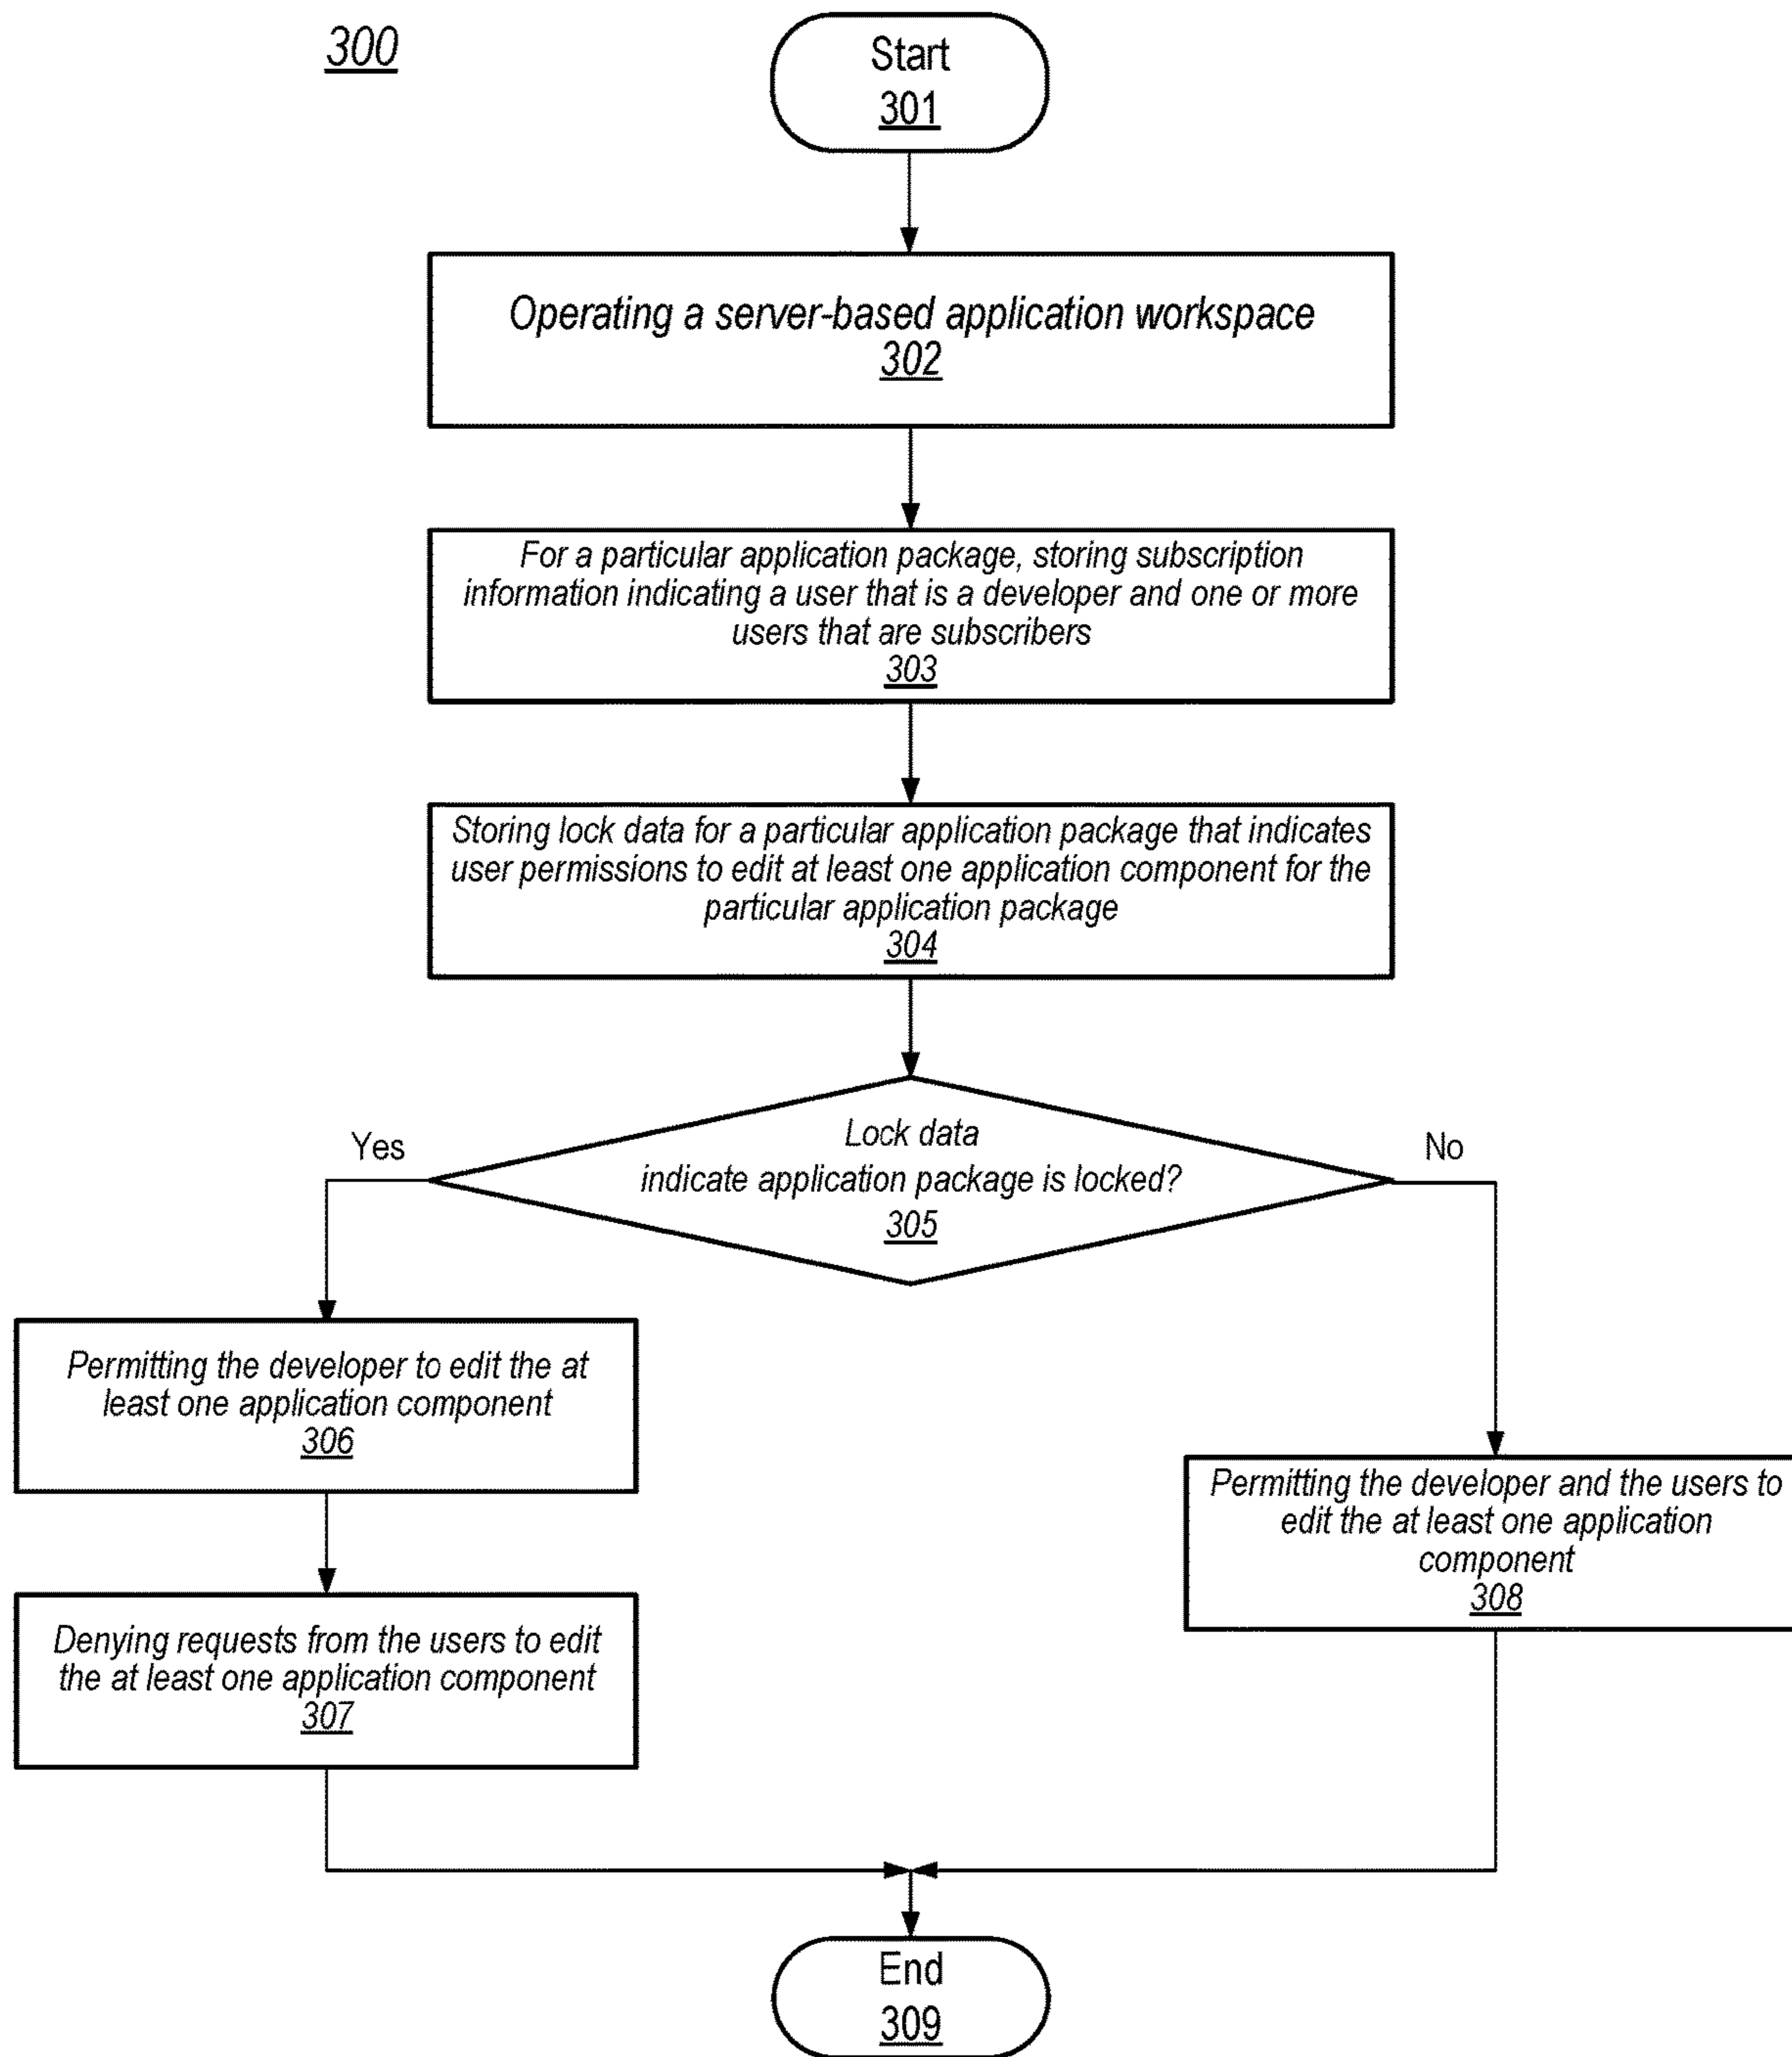 300
Start
301
Operating a server-based application workspace
302
For a particular application package, storing subscription
information indicating a user that is a developer and one or more
users that are subscribers
303
Storing lock data for a particular application package that indicates
user permissions to edit at least one application component for the
particular application package
304
Lock data
indicate application package is locked?
305
Yes
No
Permitting the developer to edit the at
least one application component
306
Denying requests from the users to edit
the at least one application component
307
Permitting the developer and the users to
edit the at least one application
component
308
End
309